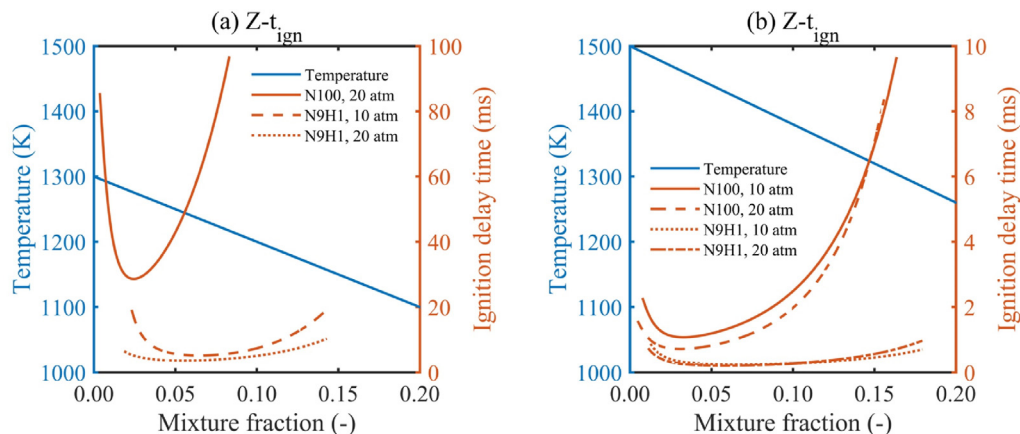 (a) Z-t_ign
1500
1400
1300
1200
1100
1000
Temperature (K)
Temperature
N100, 20 atm
N9H1, 10 atm
N9H1, 20 atm
100
80
60
40
20
0
Ignition delay time (ms)
0.00 0.05 0.10 0.15 0.20
Mixture fraction (-)
(b) Z-t_ign
1500
1400
1300
1200
1100
1000
Temperature (K)
Temperature
N100, 10 atm
N100, 20 atm
N9H1, 10 atm
N9H1, 20 atm
10
8
6
4
2
0
Ignition delay time (ms)
0.00 0.05 0.10 0.15 0.20
Mixture fraction (-)